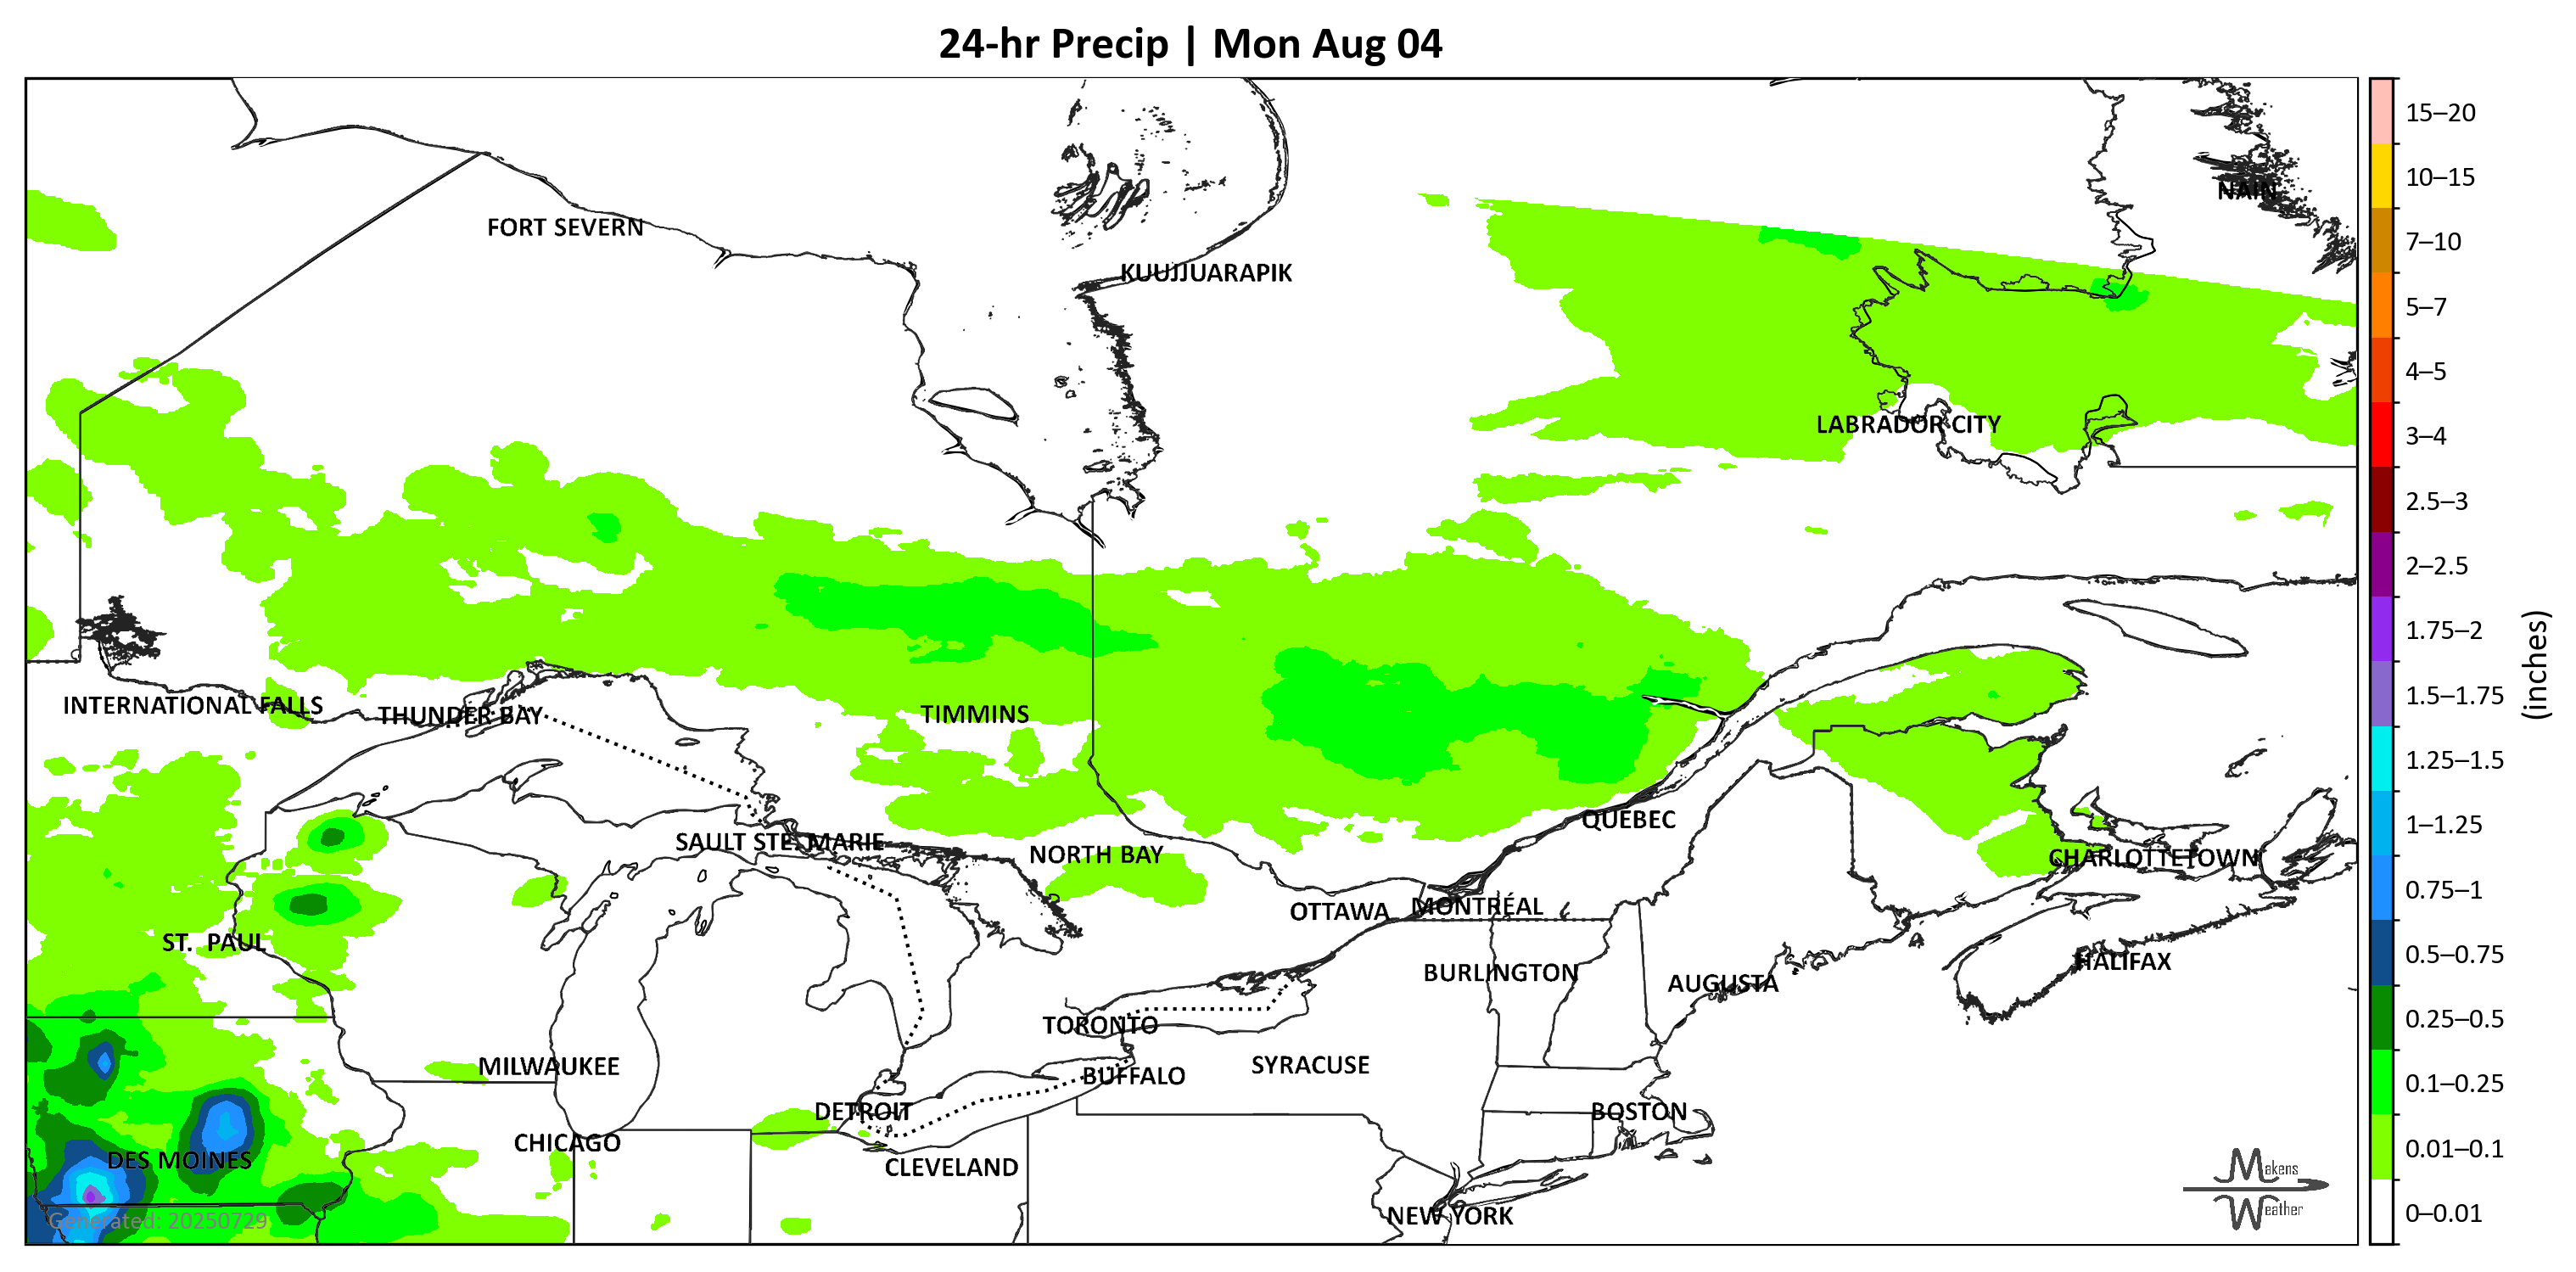 24-hr Precip | Mon Aug 04
NAIN
FORT SEVERN
KUUJJUARAPIK
LABRADOR CITY
INTERNATIONAL FALLS
THUNDER BAY
TIMMINS
SAULT STE. MARIE
NORTH BAY
QUÉBEC
CHARLOTTETOWN
OTTAWA
MONTRÉAL
ST. PAUL
BURLINGTON
AUGUSTA
HALIFAX
TORONTO
MILWAUKEE
SYRACUSE
BUFFALO
DETROIT
BOSTON
CHICAGO
DES MOINES
CLEVELAND
NEW YORK
Generated: 20250729
Makens
Weather
15–20
10–15
7–10
5–7
4–5
3–4
2.5–3
2–2.5
1.75–2
1.5–1.75
1.25–1.5
1–1.25
0.75–1
0.5–0.75
0.25–0.5
0.1–0.25
0.01–0.1
0–0.01
(inches)